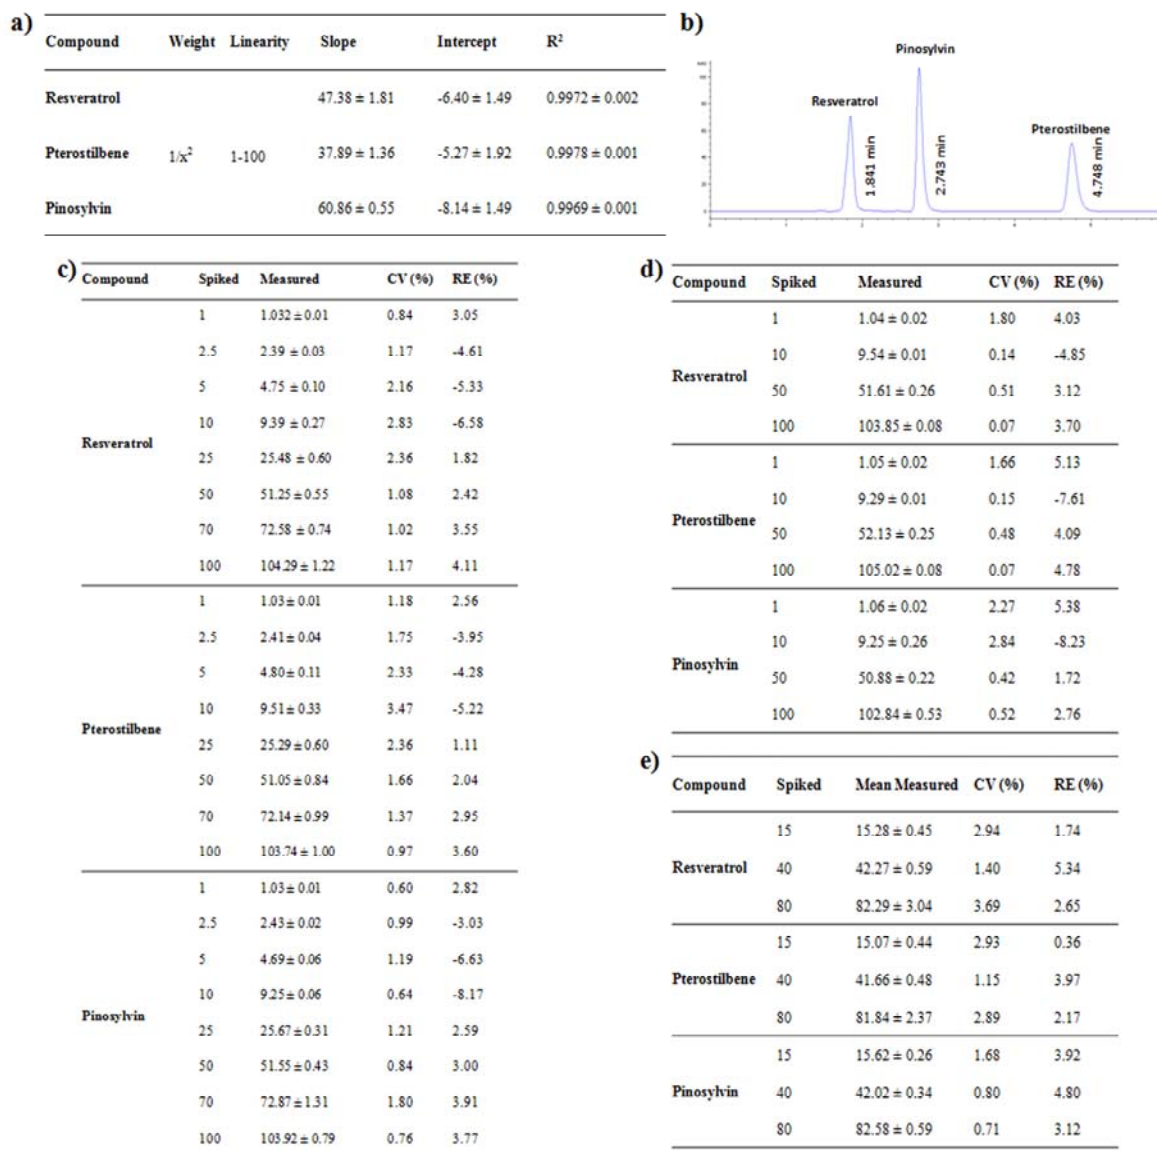 a)
Compound Weight Linearity Slope Intercept R²
Resveratrol 47.38 ± 1.81 -6.40 ± 1.49 0.9972 ± 0.002
Pterostilbene 1/x² 1-100 37.89 ± 1.36 -5.27 ± 1.92 0.9978 ± 0.001
Pinosylvin 60.86 ± 0.55 -8.14 ± 1.49 0.9969 ± 0.001
b)
Pinosylvin
Resveratrol
Pterostilbene
1.841 min
2.743 min
4.748 min
c)
Compound Spiked Measured CV (%) RE (%)
1 1.032 ± 0.01 0.84 3.05
2.5 2.39 ± 0.03 1.17 -4.61
5 4.75 ± 0.10 2.16 -5.33
10 9.39 ± 0.27 2.83 -6.58
Resveratrol
25 25.48 ± 0.60 2.36 1.82
50 51.25 ± 0.55 1.08 2.42
70 72.58 ± 0.74 1.02 3.55
100 104.29 ± 1.22 1.17 4.11
1 1.03 ± 0.01 1.18 2.56
2.5 2.41 ± 0.04 1.75 -3.95
5 4.80 ± 0.11 2.33 -4.28
10 9.51 ± 0.33 3.47 -5.22
Pterostilbene
25 25.29 ± 0.60 2.36 1.11
50 51.05 ± 0.84 1.66 2.04
70 72.14 ± 0.99 1.37 2.95
100 103.74 ± 1.00 0.97 3.60
1 1.03 ± 0.01 0.60 2.82
2.5 2.43 ± 0.02 0.99 -3.03
5 4.69 ± 0.06 1.19 -6.63
10 9.25 ± 0.06 0.64 -8.17
Pinosylvin
25 25.67 ± 0.31 1.21 2.59
50 51.55 ± 0.43 0.84 3.00
70 72.87 ± 1.31 1.80 3.91
100 103.92 ± 0.79 0.76 3.77
d)
Compound Spiked Measured CV (%) RE (%)
1 1.04 ± 0.02 1.80 4.03
10 9.54 ± 0.01 0.14 -4.85
Resveratrol
50 51.61 ± 0.26 0.51 3.12
100 103.85 ± 0.08 0.07 3.70
1 1.05 ± 0.02 1.66 5.13
10 9.29 ± 0.01 0.15 -7.61
Pterostilbene
50 52.13 ± 0.25 0.48 4.09
100 105.02 ± 0.08 0.07 4.78
1 1.06 ± 0.02 2.27 5.38
10 9.25 ± 0.26 2.84 -8.23
Pinosylvin
50 50.88 ± 0.22 0.42 1.72
100 102.84 ± 0.53 0.52 2.76
e)
Compound Spiked Mean Measured CV (%) RE (%)
15 15.28 ± 0.45 2.94 1.74
Resveratrol 40 42.27 ± 0.59 1.40 5.34
80 82.29 ± 3.04 3.69 2.65
15 15.07 ± 0.44 2.93 0.36
Pterostilbene 40 41.66 ± 0.48 1.15 3.97
80 81.84 ± 2.37 2.89 2.17
15 15.62 ± 0.26 1.68 3.92
Pinosylvin 40 42.02 ± 0.34 0.80 4.80
80 82.58 ± 0.59 0.71 3.12